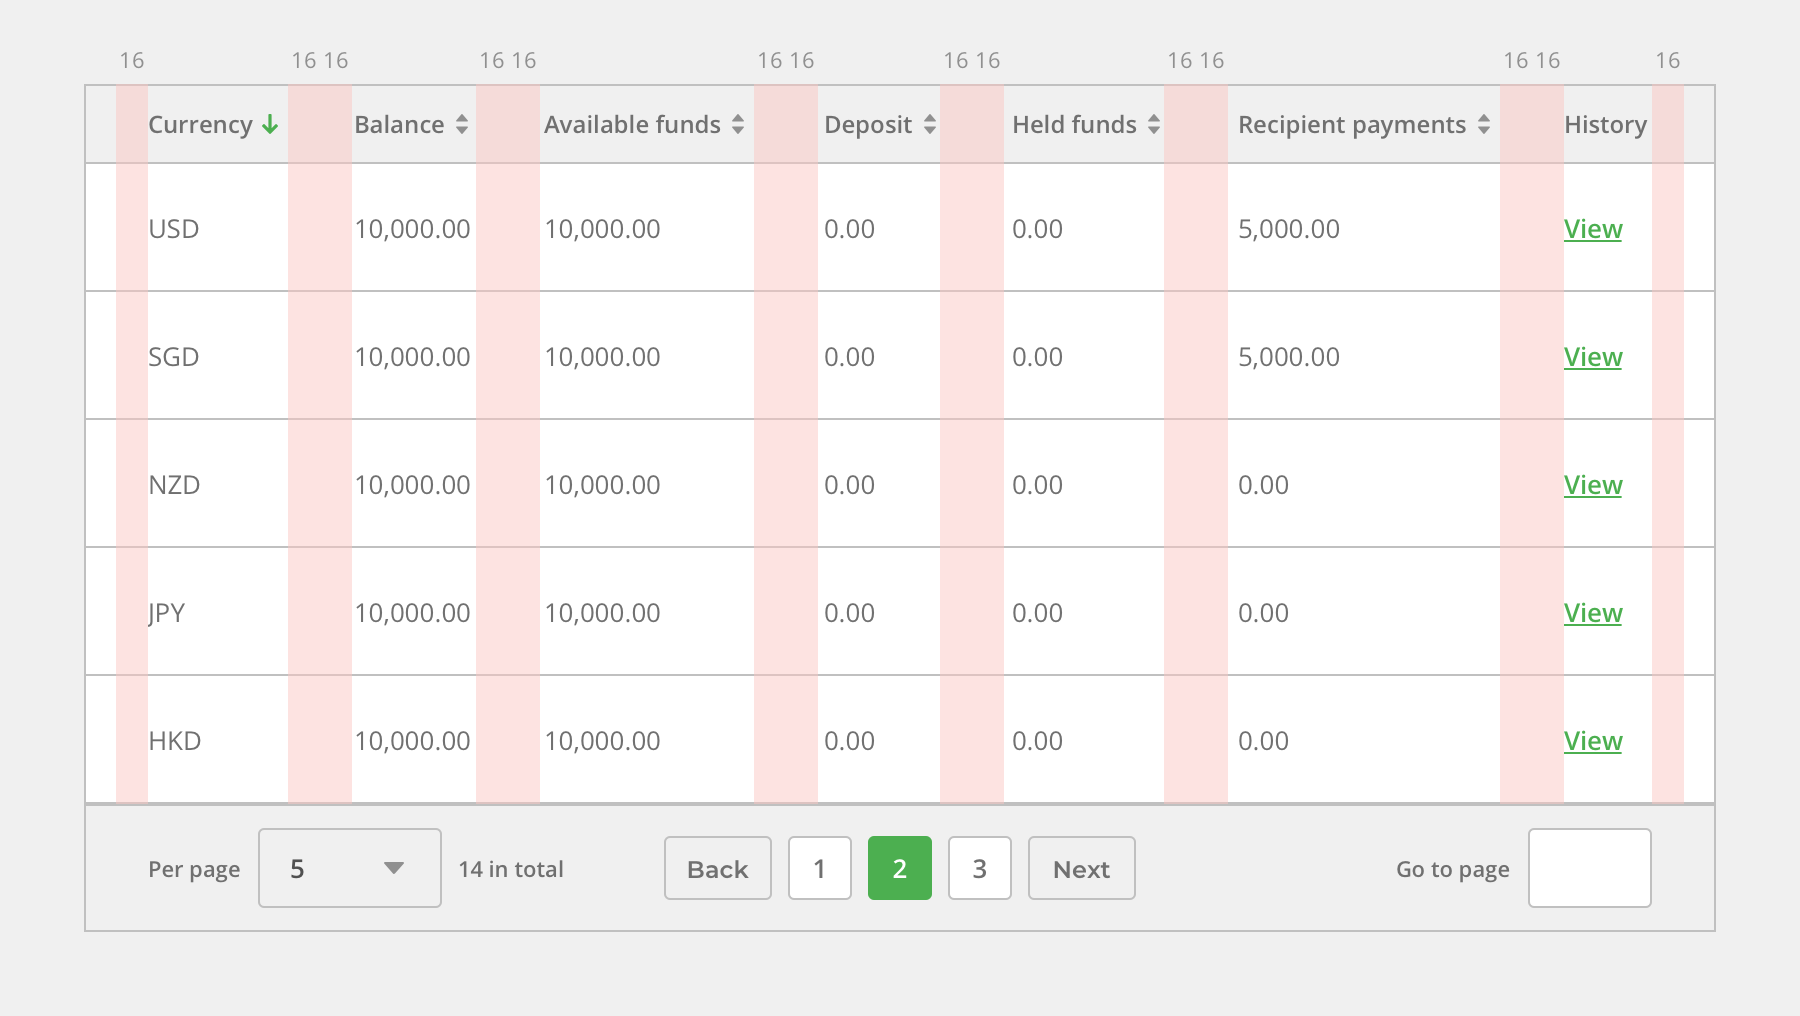 16 16 16 16 16 16 16 16 16 16 16 16 16 16
Currency Balance Available funds Deposit Held funds Recipient payments History
USD 10,000.00 10,000.00 0.00 0.00 5,000.00 View
SGD 10,000.00 10,000.00 0.00 0.00 5,000.00 View
NZD 10,000.00 10,000.00 0.00 0.00 0.00 View
JPY 10,000.00 10,000.00 0.00 0.00 0.00 View
HKD 10,000.00 10,000.00 0.00 0.00 0.00 View
Per page 5 14 in total Back 1 2 3 Next Go to page